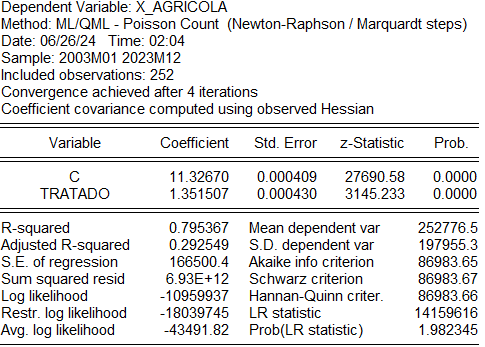 Dependent Variable: X_AGRICOLA
Method: ML/QML - Poisson Count (Newton-Raphson / Marquardt steps)
Date: 06/26/24 Time: 02:04
Sample: 2003M01 2023M12
Included observations: 252
Convergence achieved after 4 iterations
Coefficient covariance computed using observed Hessian
Variable Coefficient Std. Error z-Statistic Prob.
C 11.32670 0.000409 27690.58 0.0000
TRATADO 1.351507 0.000430 3145.233 0.0000
R-squared 0.795367 Mean dependent var 252776.5
Adjusted R-squared 0.292549 S.D. dependent var 197955.3
S.E. of regression 166500.4 Akaike info criterion 86983.65
Sum squared resid 6.93E+12 Schwarz criterion 86983.67
Log likelihood -10959937 Hannan-Quinn criter. 86983.66
Restr. log likelihood -18039745 LR statistic 14159616
Avg. log likelihood -43491.82 Prob(LR statistic) 1.982345